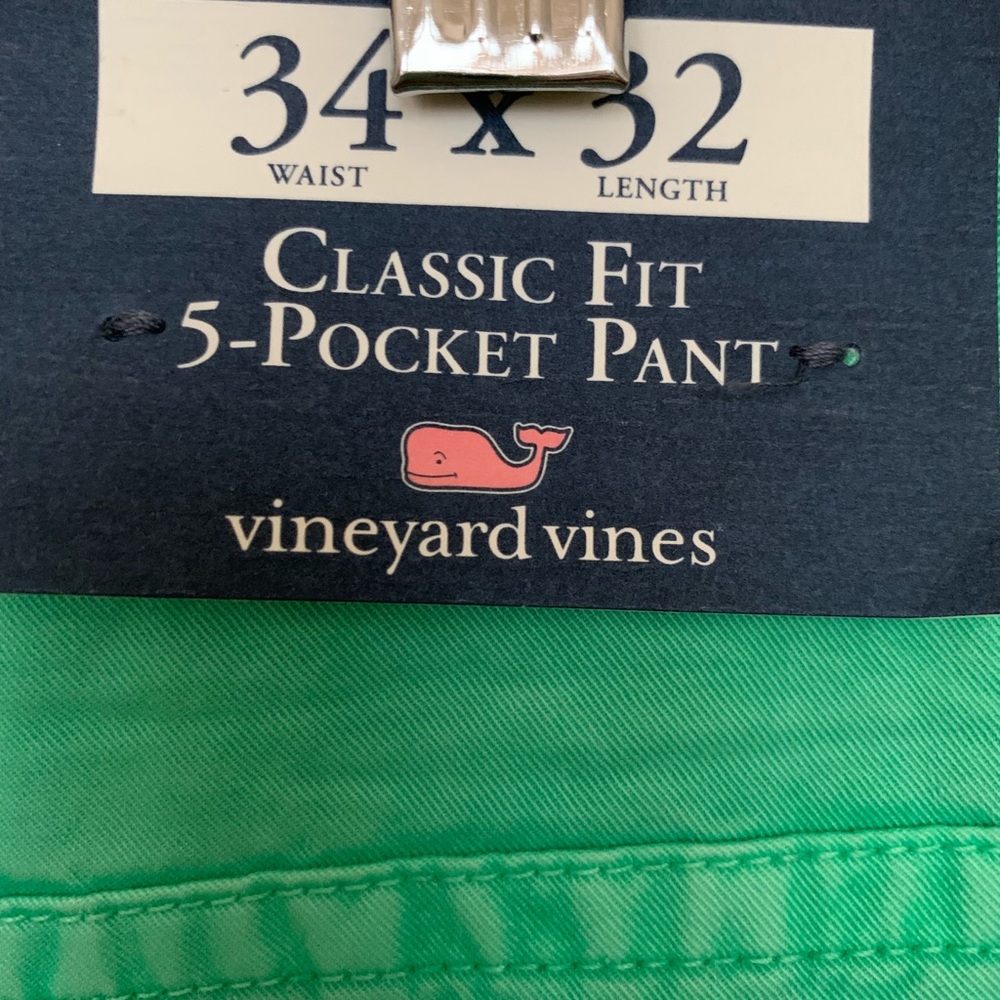 34 x 32
WAIST LENGTH
CLASSIC FIT
5-POCKET PANT
vineyard vines